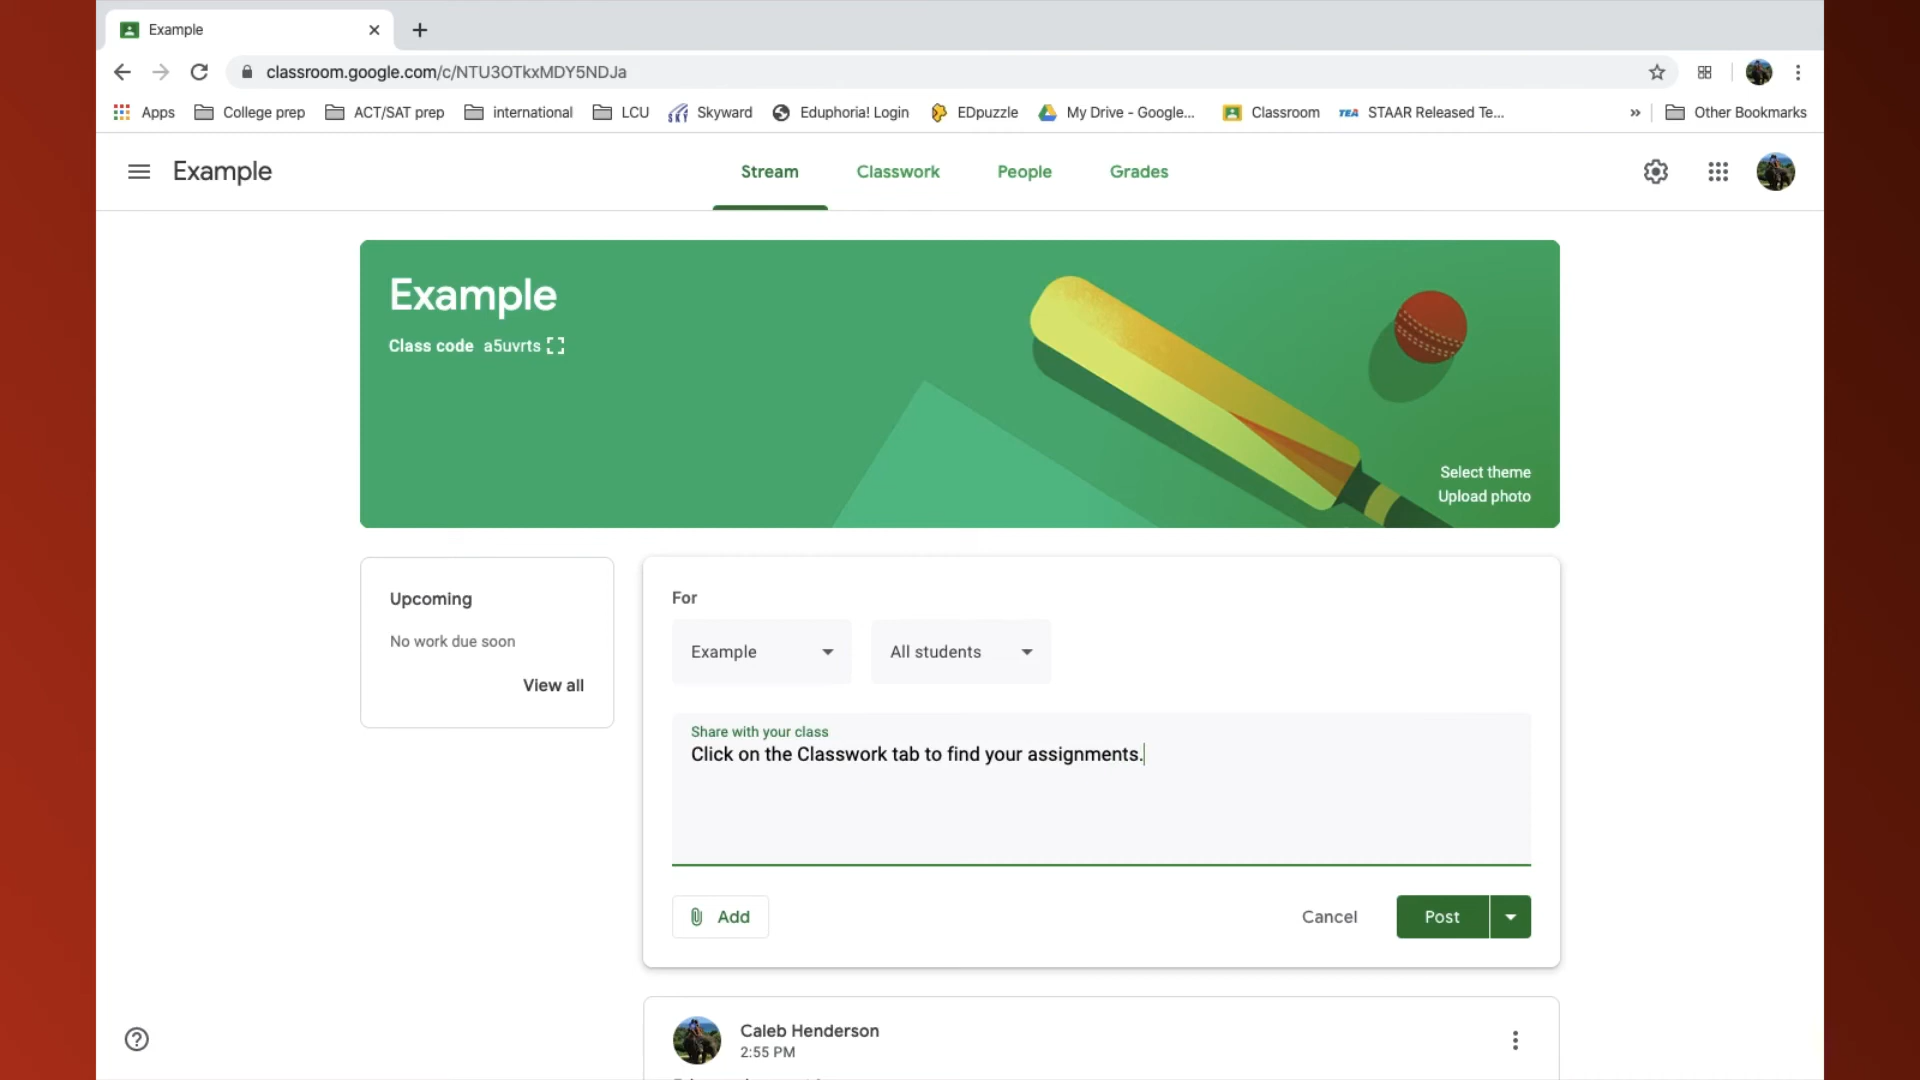 Example
classroom.google.com/c/NTU3OTkxMDY5NDJa
Apps College prep ACT/SAT prep international LCU Skyward Eduphoria! Login EDpuzzle My Drive - Google... Classroom TEA STAAR Released Te... » Other Bookmarks
Example Stream Classwork People Grades
Example
Class code a5uvrts
Select theme
Upload photo
Upcoming
No work due soon
View all
For
Example All students
Share with your class
Click on the Classwork tab to find your assignments.
Add Cancel Post
Caleb Henderson
2:55 PM